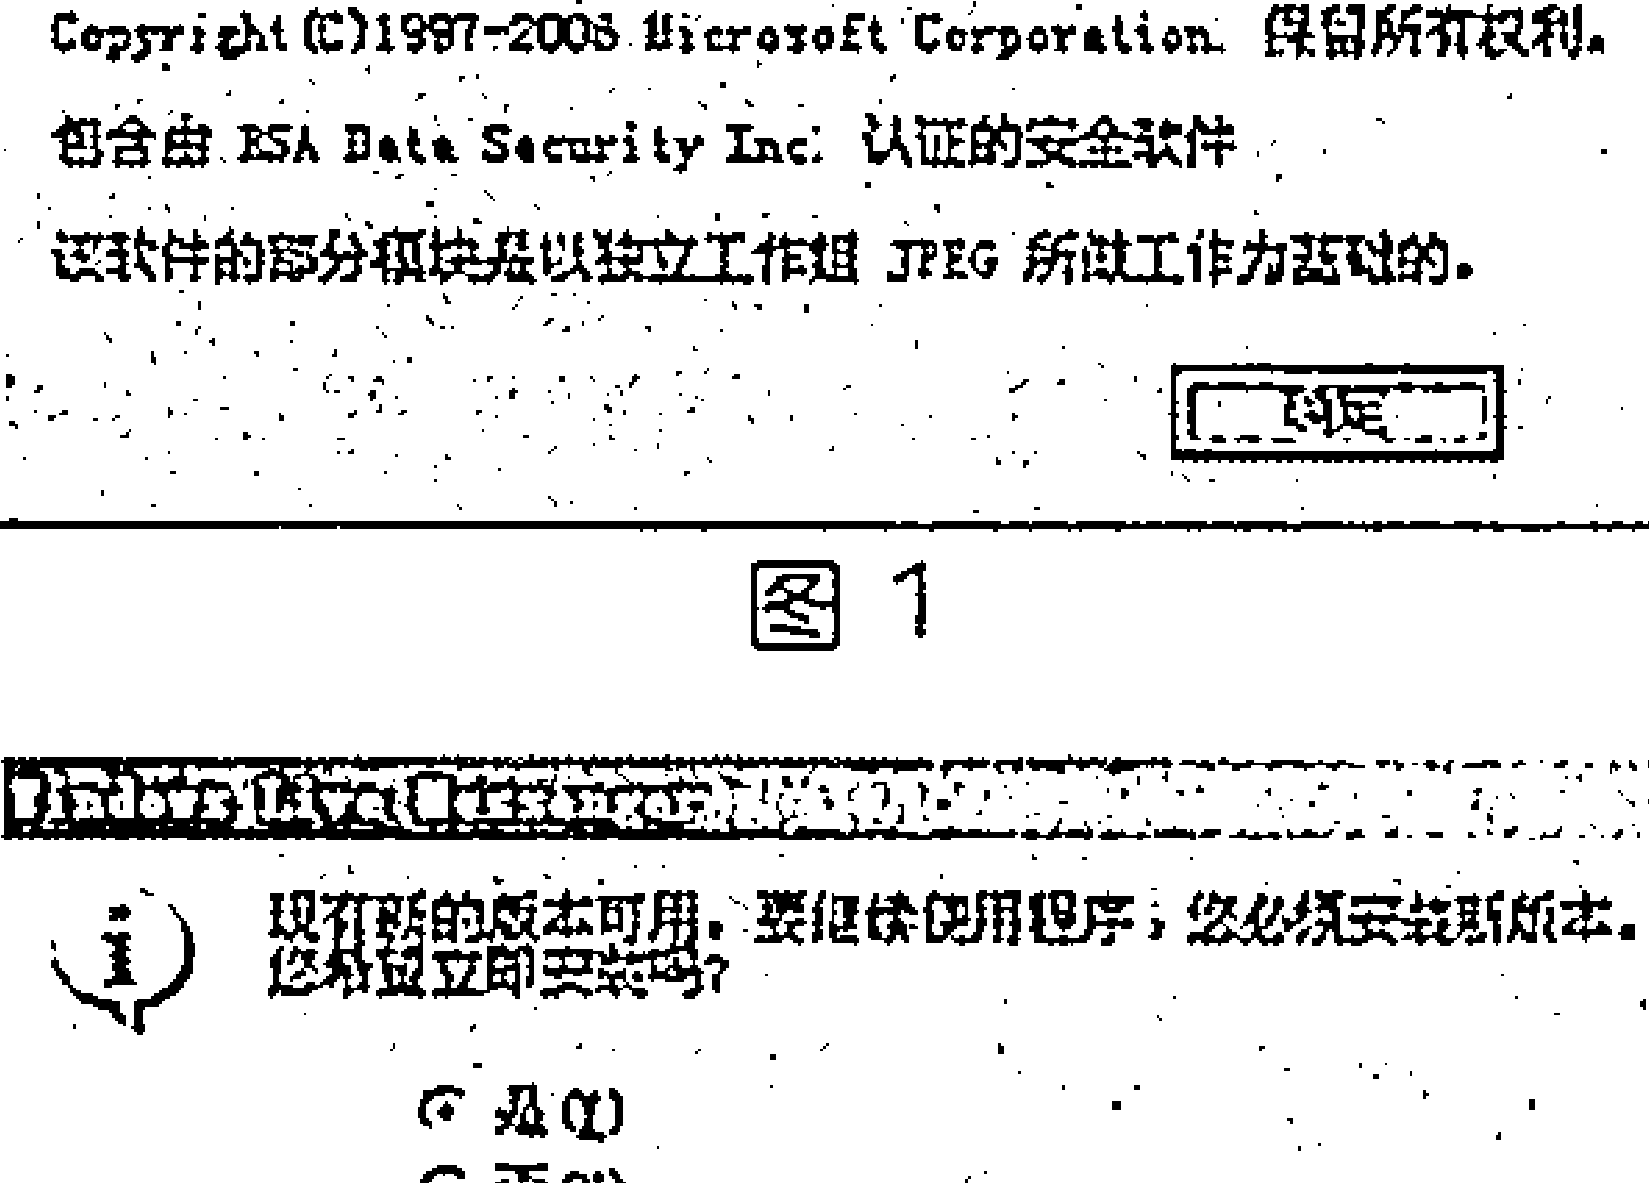 Copyright (C)1997-2006 Microsoft Corporation. 保留所有权利。
包含由 RSA Data Security Inc. 认证的安全软件
该软件的部分模块是以独立工作组 JPEG 所做工作为基础的。
确定
图 1
Windows Live Messenger
现有新的版本可用。要继续使用程序，您必须安装新版本。
您希望立即安装吗?
是(Y)
否(N)